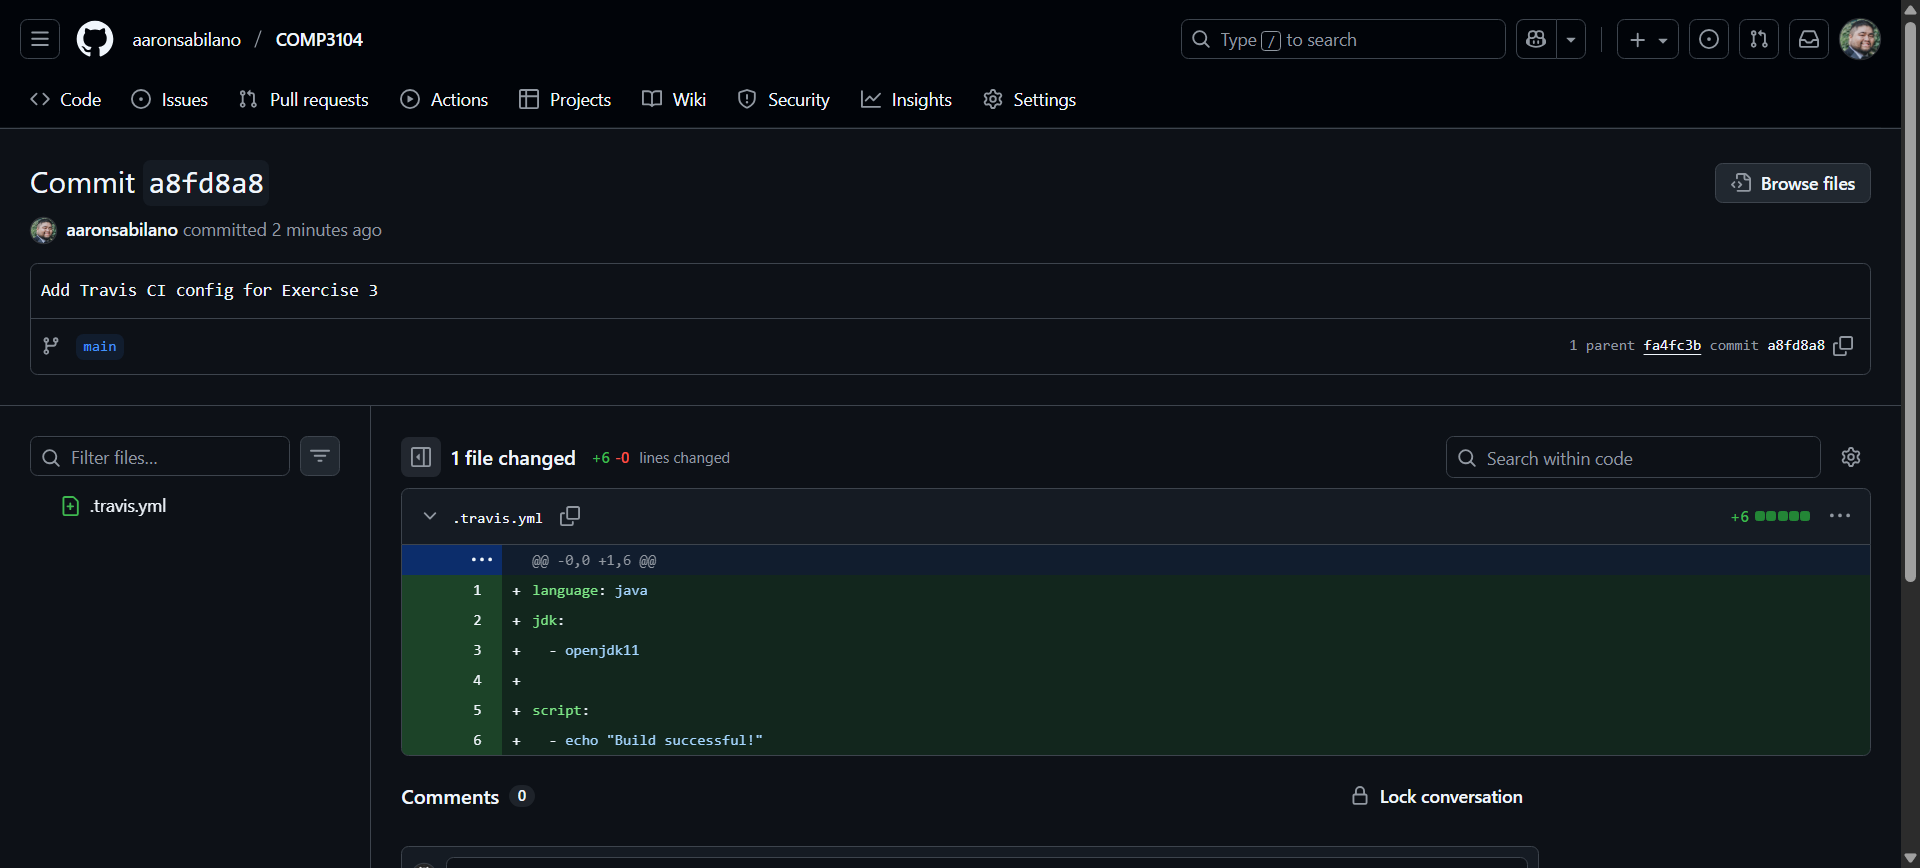 aaronsabilano / COMP3104
Type / to search
Code Issues Pull requests Actions Projects Wiki Security Insights Settings
Commit a8fd8a8
Browse files
aaronsabilano committed 2 minutes ago
Add Travis CI config for Exercise 3
main
1 parent fa4fc3b commit a8fd8a8
Filter files...
.travis.yml
1 file changed +6 -0 lines changed
Search within code
.travis.yml
+6
@@ -0,0 +1,6 @@
1 + language: java
2 + jdk:
3 + - openjdk11
4 +
5 + script:
6 + - echo "Build successful!"
Comments 0
Lock conversation